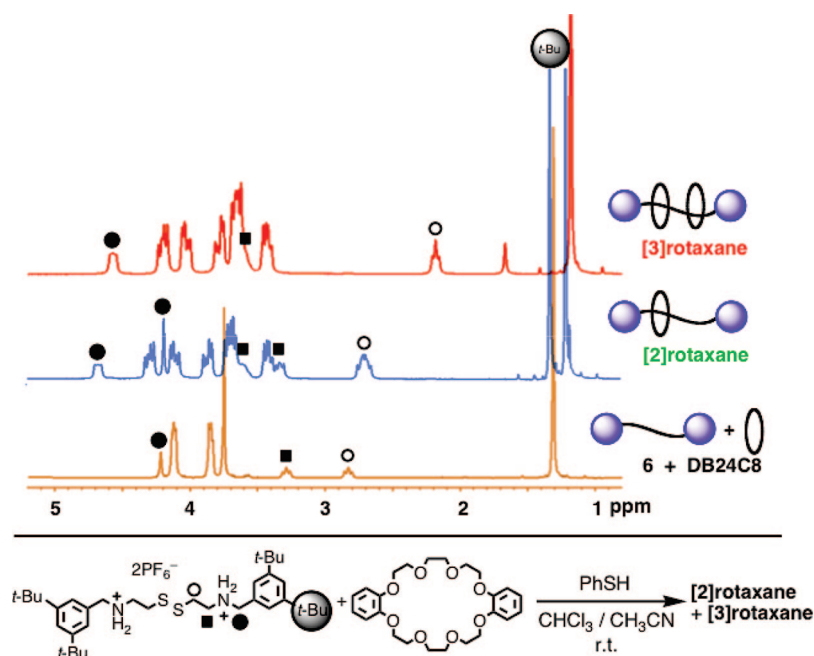 t-Bu
[3]rotaxane
[2]rotaxane
+
6 + DB24C8
5 4 3 2 1 ppm
t-Bu
2PF6−
O
H2
N
+
t-Bu
S
S
t-Bu
+
N
H2
+
t-Bu
O O O O
O O O O
PhSH
CHCl3 / CH3CN
r.t.
[2]rotaxane
+ [3]rotaxane